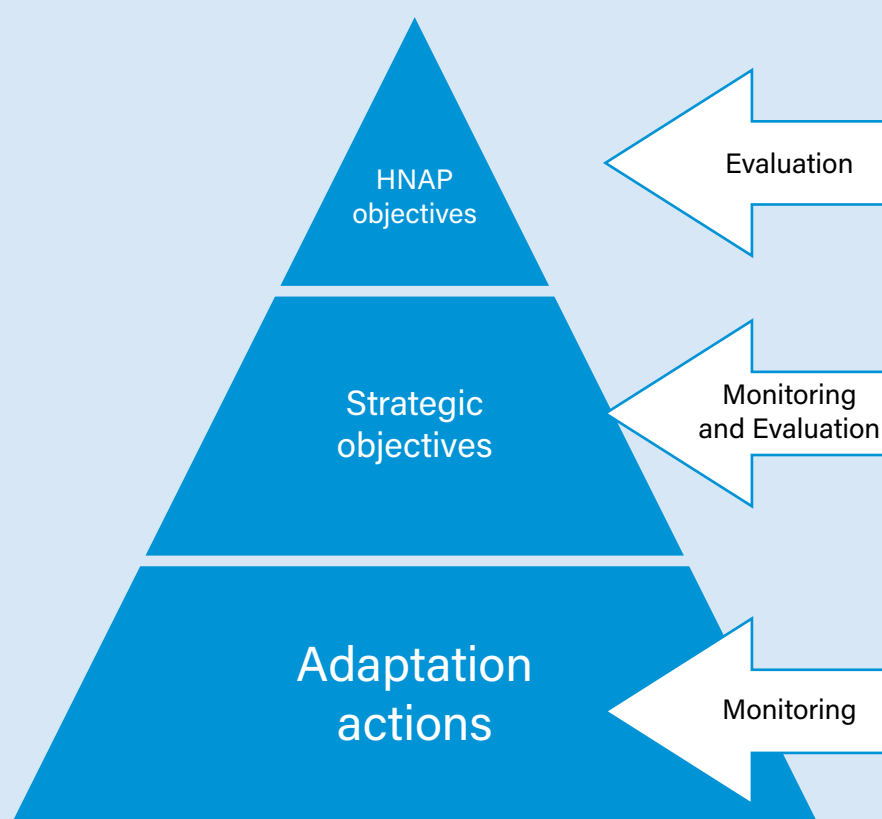 HNAP
objectives
Evaluation
Strategic
objectives
Monitoring
and Evaluation
Adaptation
actions
Monitoring